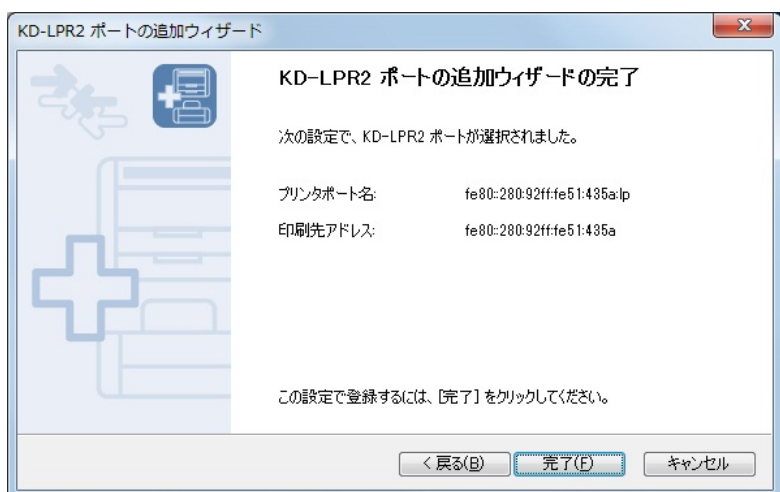 KD-LPR2 ポートの追加ウィザード
KD-LPR2 ポートの追加ウィザードの完了
次の設定で、KD-LPR2 ポートが選択されました。
プリンタポート名: fe80::280:92ff:fe51:435a:lp
印刷先アドレス: fe80::280:92ff:fe51:435a
この設定で登録するには、[完了] をクリックしてください。
< 戻る(B) 完了(F) キャンセル